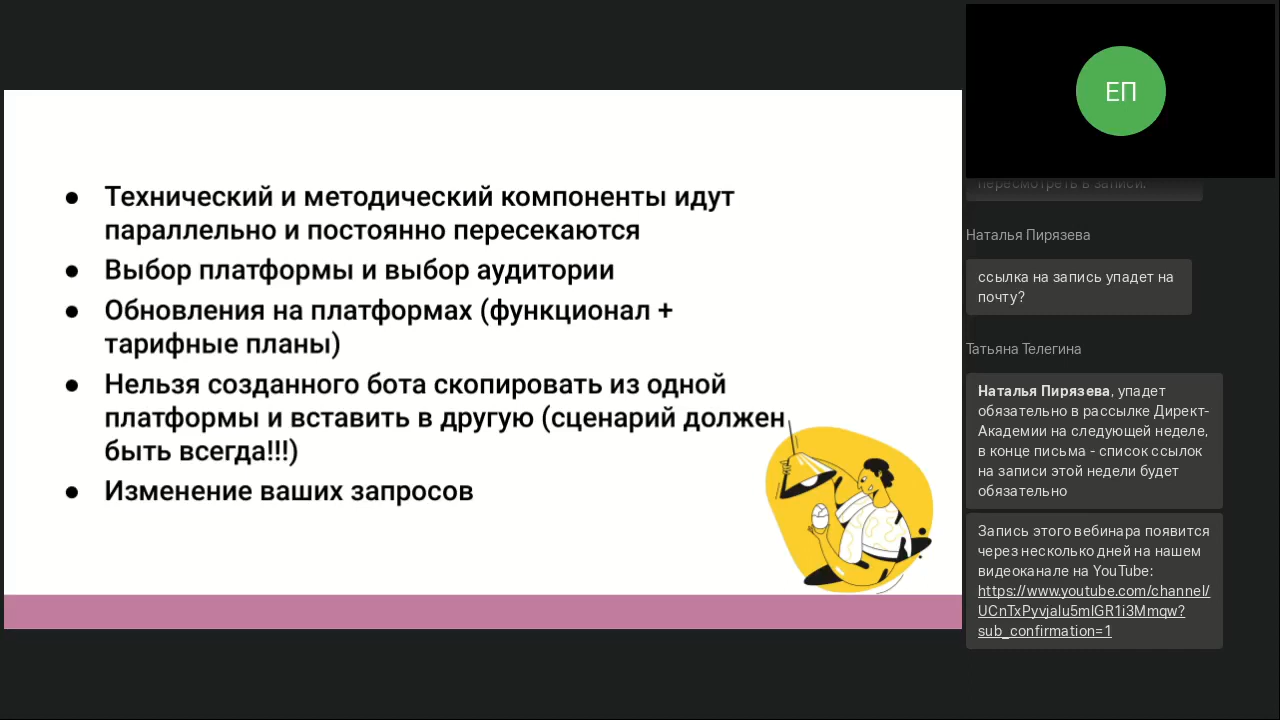 ● Технический и методический компоненты идут
параллельно и постоянно пересекаются
● Выбор платформы и выбор аудитории
● Обновления на платформах (функционал +
тарифные планы)
● Нельзя созданного бота скопировать из одной
платформы и вставить в другую (сценарий должен
быть всегда!!!)
● Изменение ваших запросов
ЕП
пересмотреть в записи.
Наталья Пирязева
ссылка на запись упадет на
почту?
Татьяна Телегина
Наталья Пирязева, упадет
обязательно в рассылке Директ-
Академии на следующей неделе,
в конце письма - список ссылок
на записи этой недели будет
обязательно
Запись этого вебинара появится
через несколько дней на нашем
видеоканале на YouTube:
https://www.youtube.com/channel/
UCnTxPyvjalu5mIGR1i3Mmqw?
sub_confirmation=1